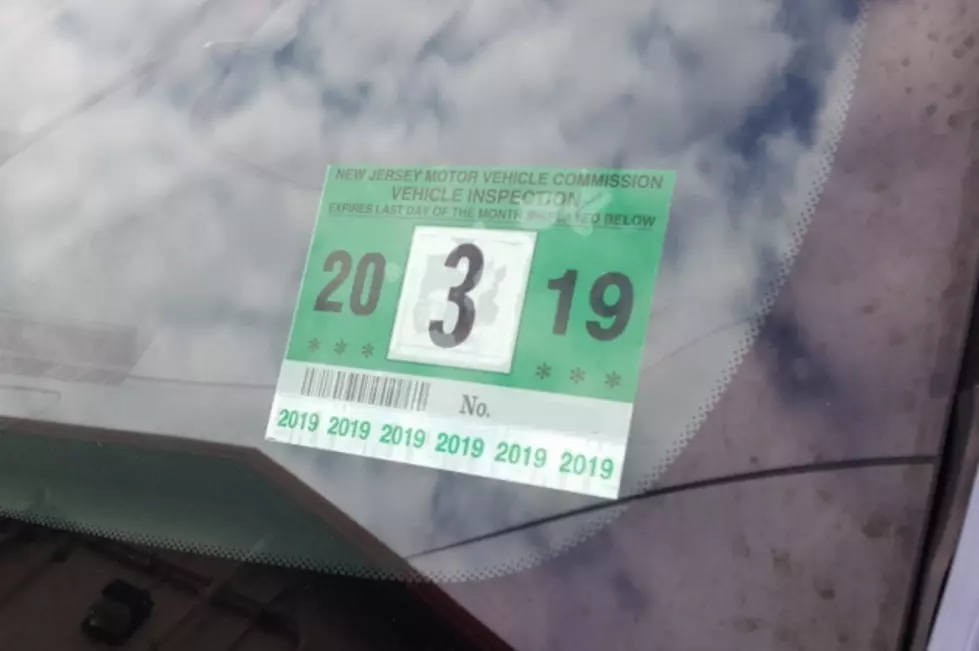 NEW JERSEY MOTOR VEHICLE COMMISSION
VEHICLE INSPECTION
EXPIRES LAST DAY OF THE MONTH DISPLAYED BELOW
20 3 19
*** ***
No.
2019 2019 2019 2019 2019 2019